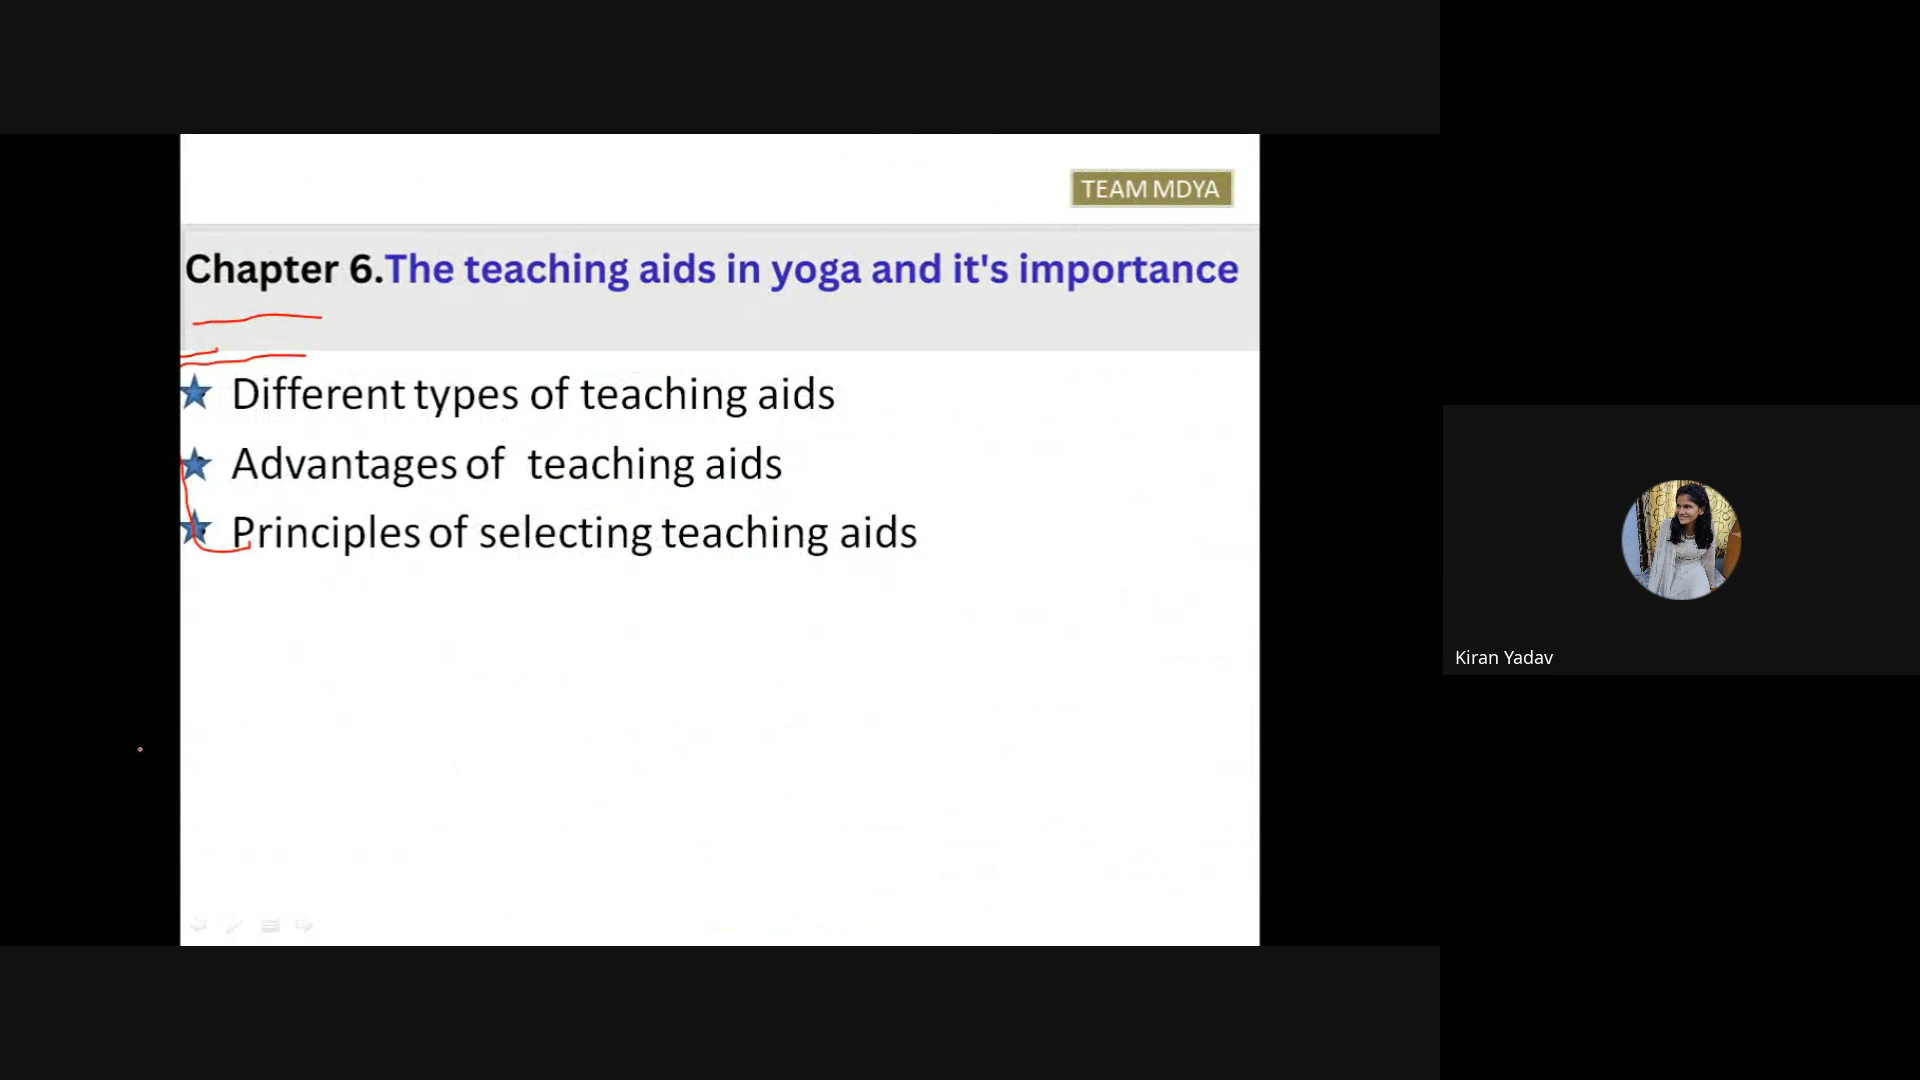 TEAM MDYA
Chapter 6.The teaching aids in yoga and it's importance
Different types of teaching aids
Advantages of teaching aids
Principles of selecting teaching aids
Kiran Yadav